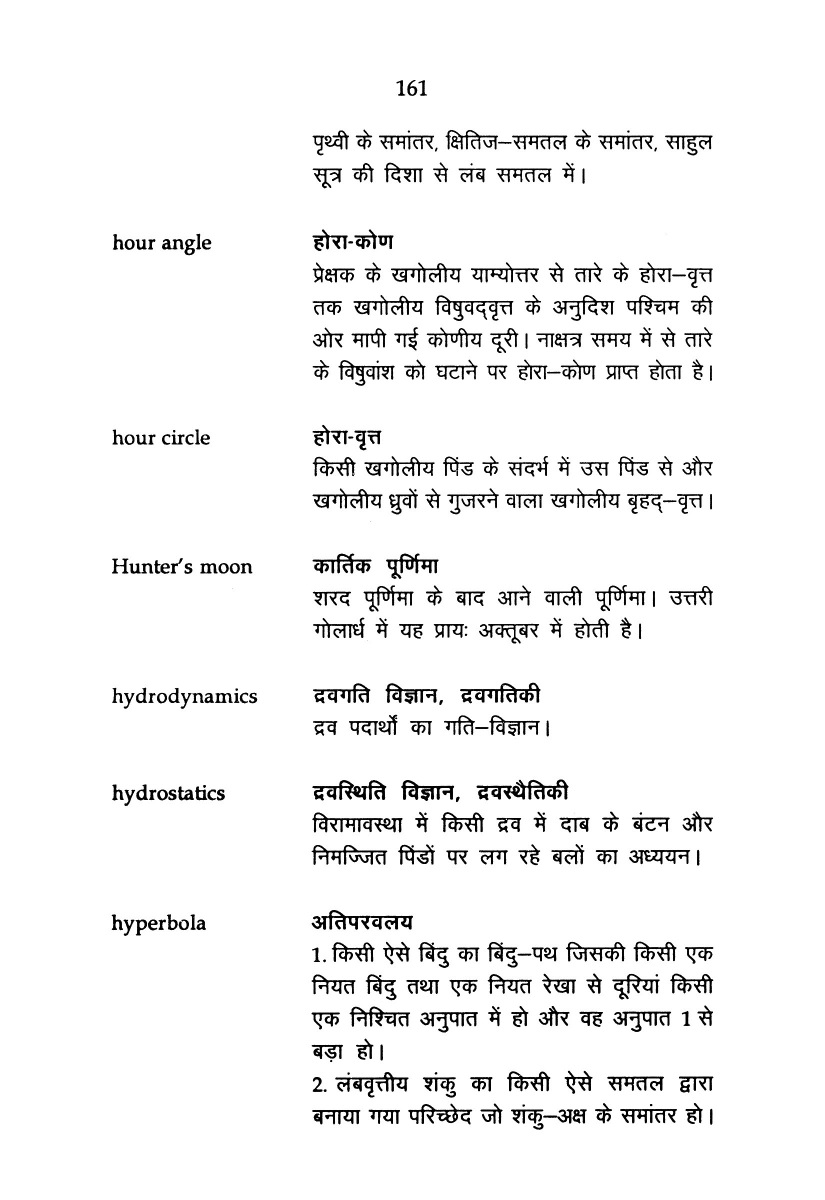 161
पृथ्वी के समांतर, क्षितिज–समतल के समांतर, साहुल
सूत्र की दिशा से लंब समतल में।
hour angle होरा-कोण
प्रेक्षक के खगोलीय याम्योत्तर से तारे के होरा–वृत्त
तक खगोलीय विषुवद्वृत्त के अनुदिश पश्चिम की
ओर मापी गई कोणीय दूरी। नाक्षत्र समय में से तारे
के विषुवांश को घटाने पर होरा–कोण प्राप्त होता है।
hour circle होरा-वृत्त
किसी खगोलीय पिंड के संदर्भ में उस पिंड से और
खगोलीय ध्रुवों से गुजरने वाला खगोलीय बृहद्–वृत्त।
Hunter's moon कार्तिक पूर्णिमा
शरद पूर्णिमा के बाद आने वाली पूर्णिमा। उत्तरी
गोलार्ध में यह प्रायः अक्तूबर में होती है।
hydrodynamics द्रवगति विज्ञान, द्रवगतिकी
द्रव पदार्थों का गति–विज्ञान।
hydrostatics द्रवस्थिति विज्ञान, द्रवस्थैतिकी
विरामावस्था में किसी द्रव में दाब के बंटन और
निमज्जित पिंडों पर लग रहे बलों का अध्ययन।
hyperbola अतिपरवलय
1. किसी ऐसे बिंदु का बिंदु–पथ जिसकी किसी एक
नियत बिंदु तथा एक नियत रेखा से दूरियां किसी
एक निश्चित अनुपात में हो और वह अनुपात 1 से
बड़ा हो।
2. लंबवृत्तीय शंकु का किसी ऐसे समतल द्वारा
बनाया गया परिच्छेद जो शंकु–अक्ष के समांतर हो।